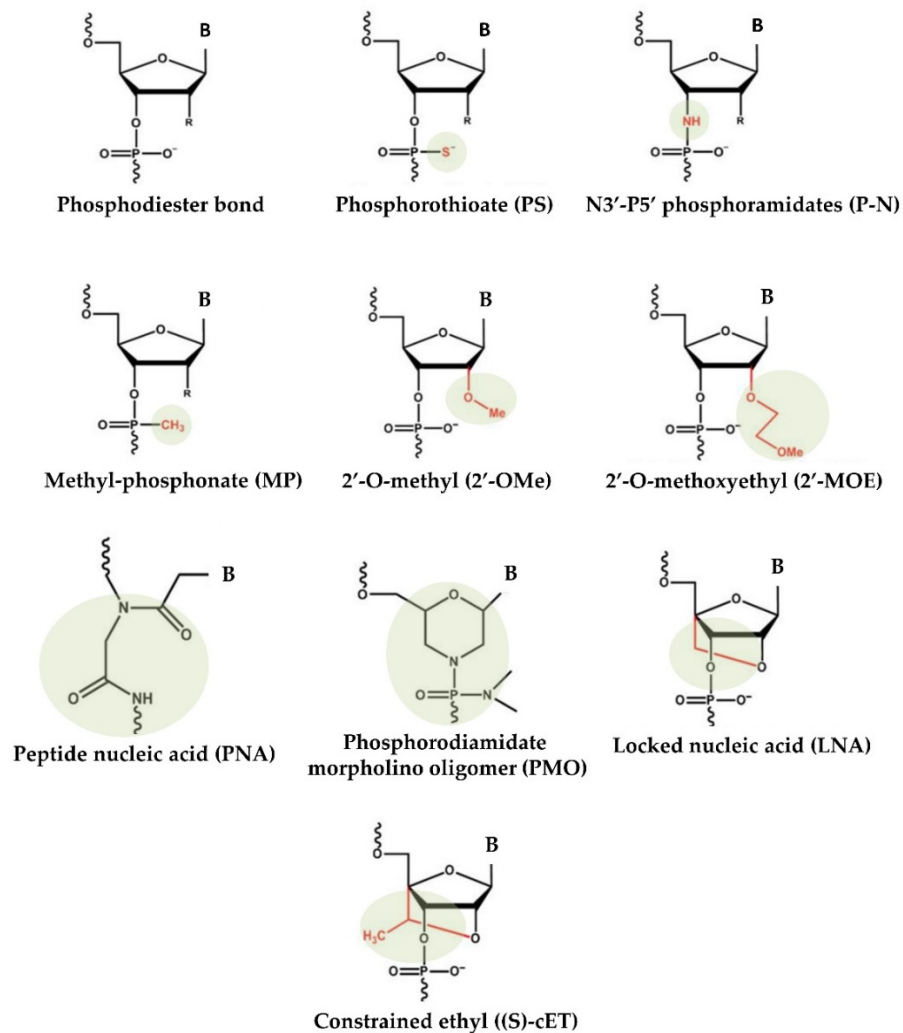 B
O
O
O
R
O=P-O⁻
Phosphodiester bond
B
O
O
O
R
O=P-S⁻
Phosphorothioate (PS)
B
O
O
NH
R
O=P-O⁻
N3′-P5′ phosphoramidates (P-N)
B
O
O
O
R
O=P-CH₃
Methyl-phosphonate (MP)
B
O
O
O
O
Me
O=P-O⁻
2′-O-methyl (2′-OMe)
B
O
O
O
O
O=P-O⁻
OMe
2′-O-methoxyethyl (2′-MOE)
B
N
O
O
NH
Peptide nucleic acid (PNA)
B
O
O
N
O=P-N
Phosphorodiamidate
morpholino oligomer (PMO)
B
O
O
O
O
O=P-O⁻
Locked nucleic acid (LNA)
B
O
O
H₃C
O
O
O=P-O⁻
Constrained ethyl ((S)-cET)